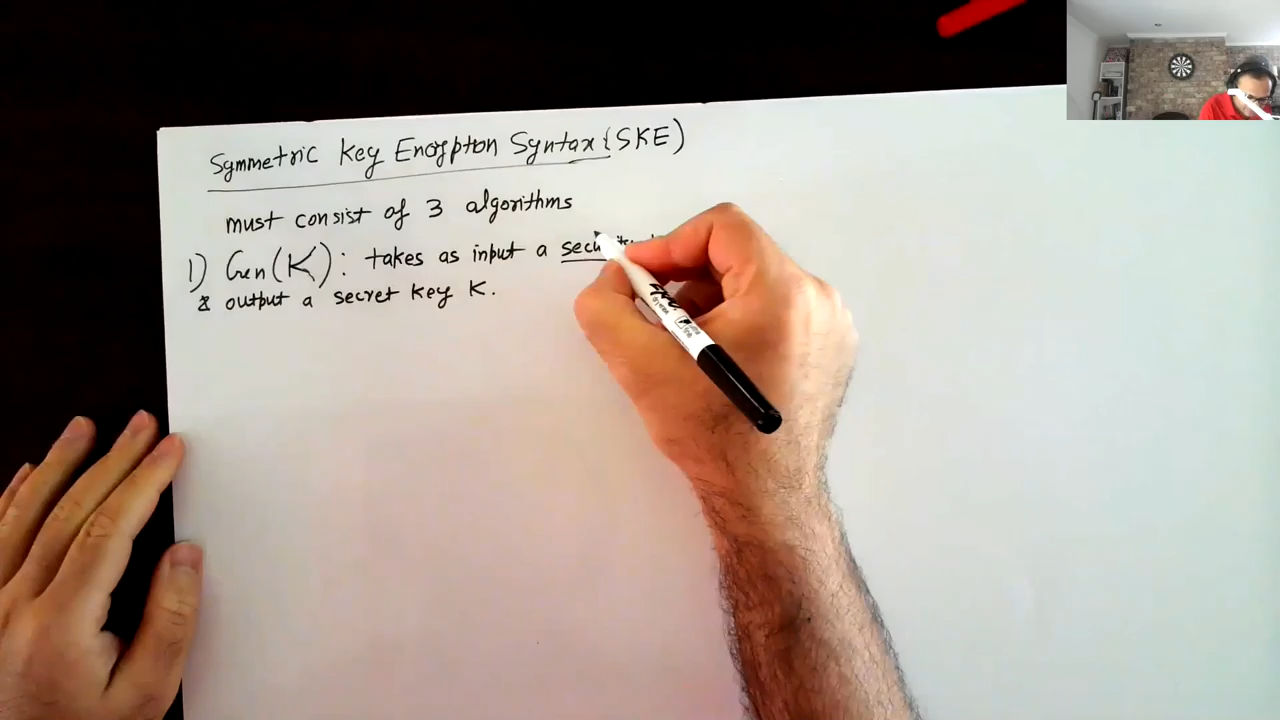 Symmetric Key Encryption Syntax (SKE)
must consist of 3 algorithms
1) Gen(K): takes as input a
& output a secret key K.